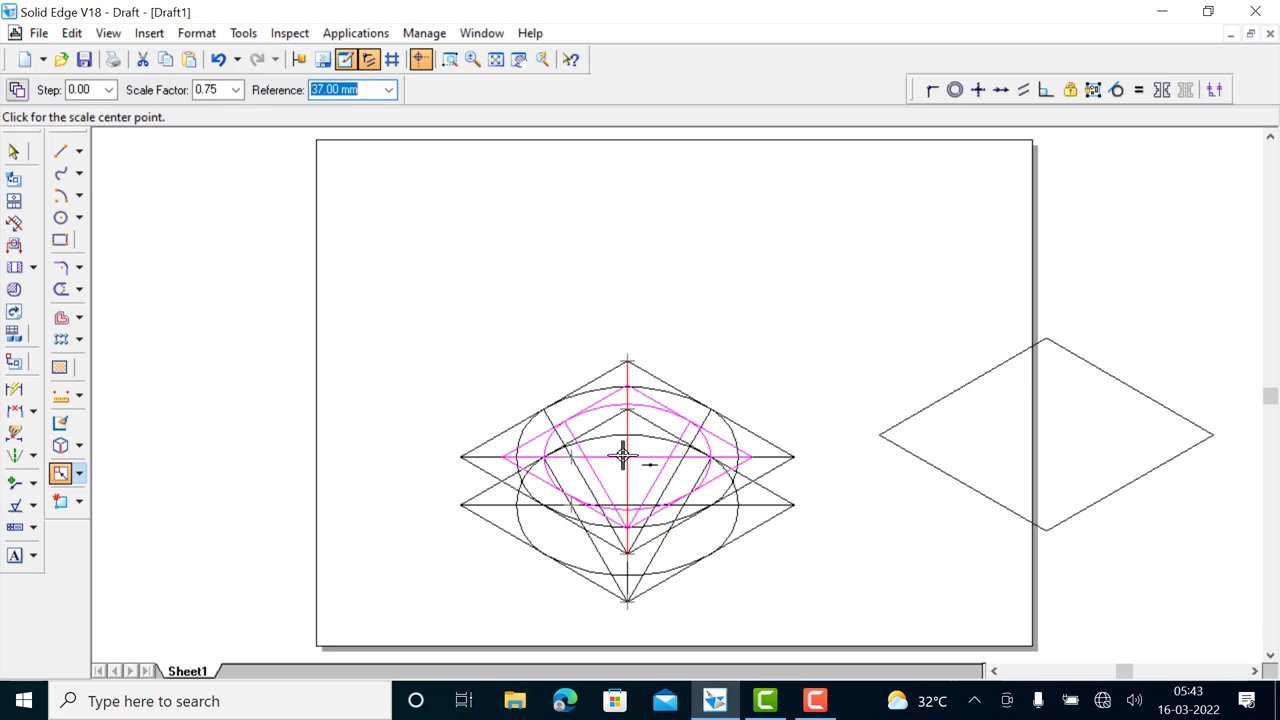 Solid Edge V18 - Draft - [Draft1]
File Edit View Insert Format Tools Inspect Applications Manage Window Help
Step: 0.00 Scale Factor: 0.75 Reference: 37.00 mm
Click for the scale center point.
A
Sheet1
Type here to search
32°C
05:43
16-03-2022